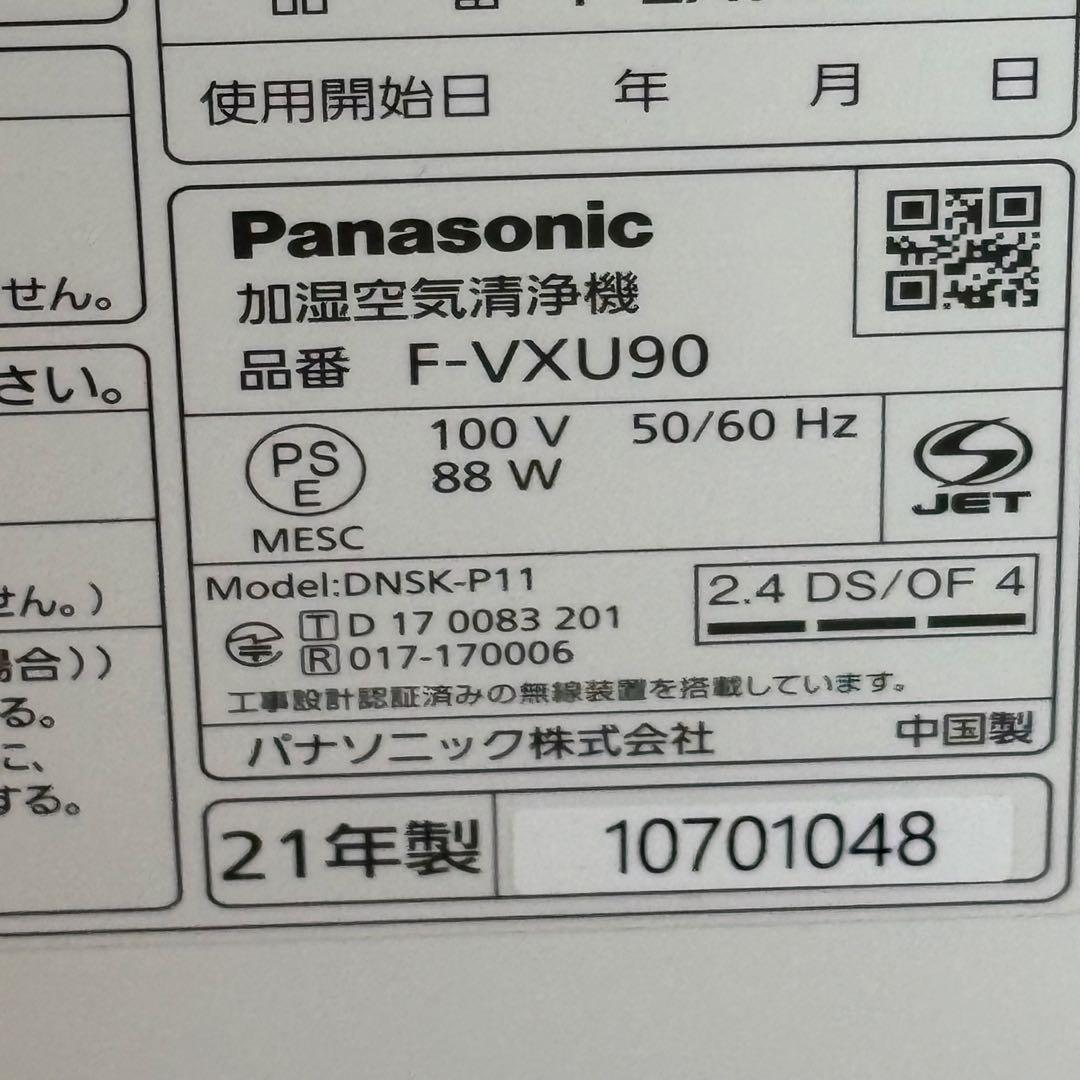 使用開始日 年 月 日
せん。
さい。
せん。)
場合))
る。
こ、
する。
Panasonic
加湿空気清浄機
品番 F-VXU90
PS
E
MESC
100 V 50/60 Hz
88 W
JET
Model:DNSK-P11
T D 17 0083 201
R 017-170006
2.4 DS/OF 4
工事設計認証済みの無線装置を搭載しています。
パナソニック株式会社 中国製
21年製 10701048